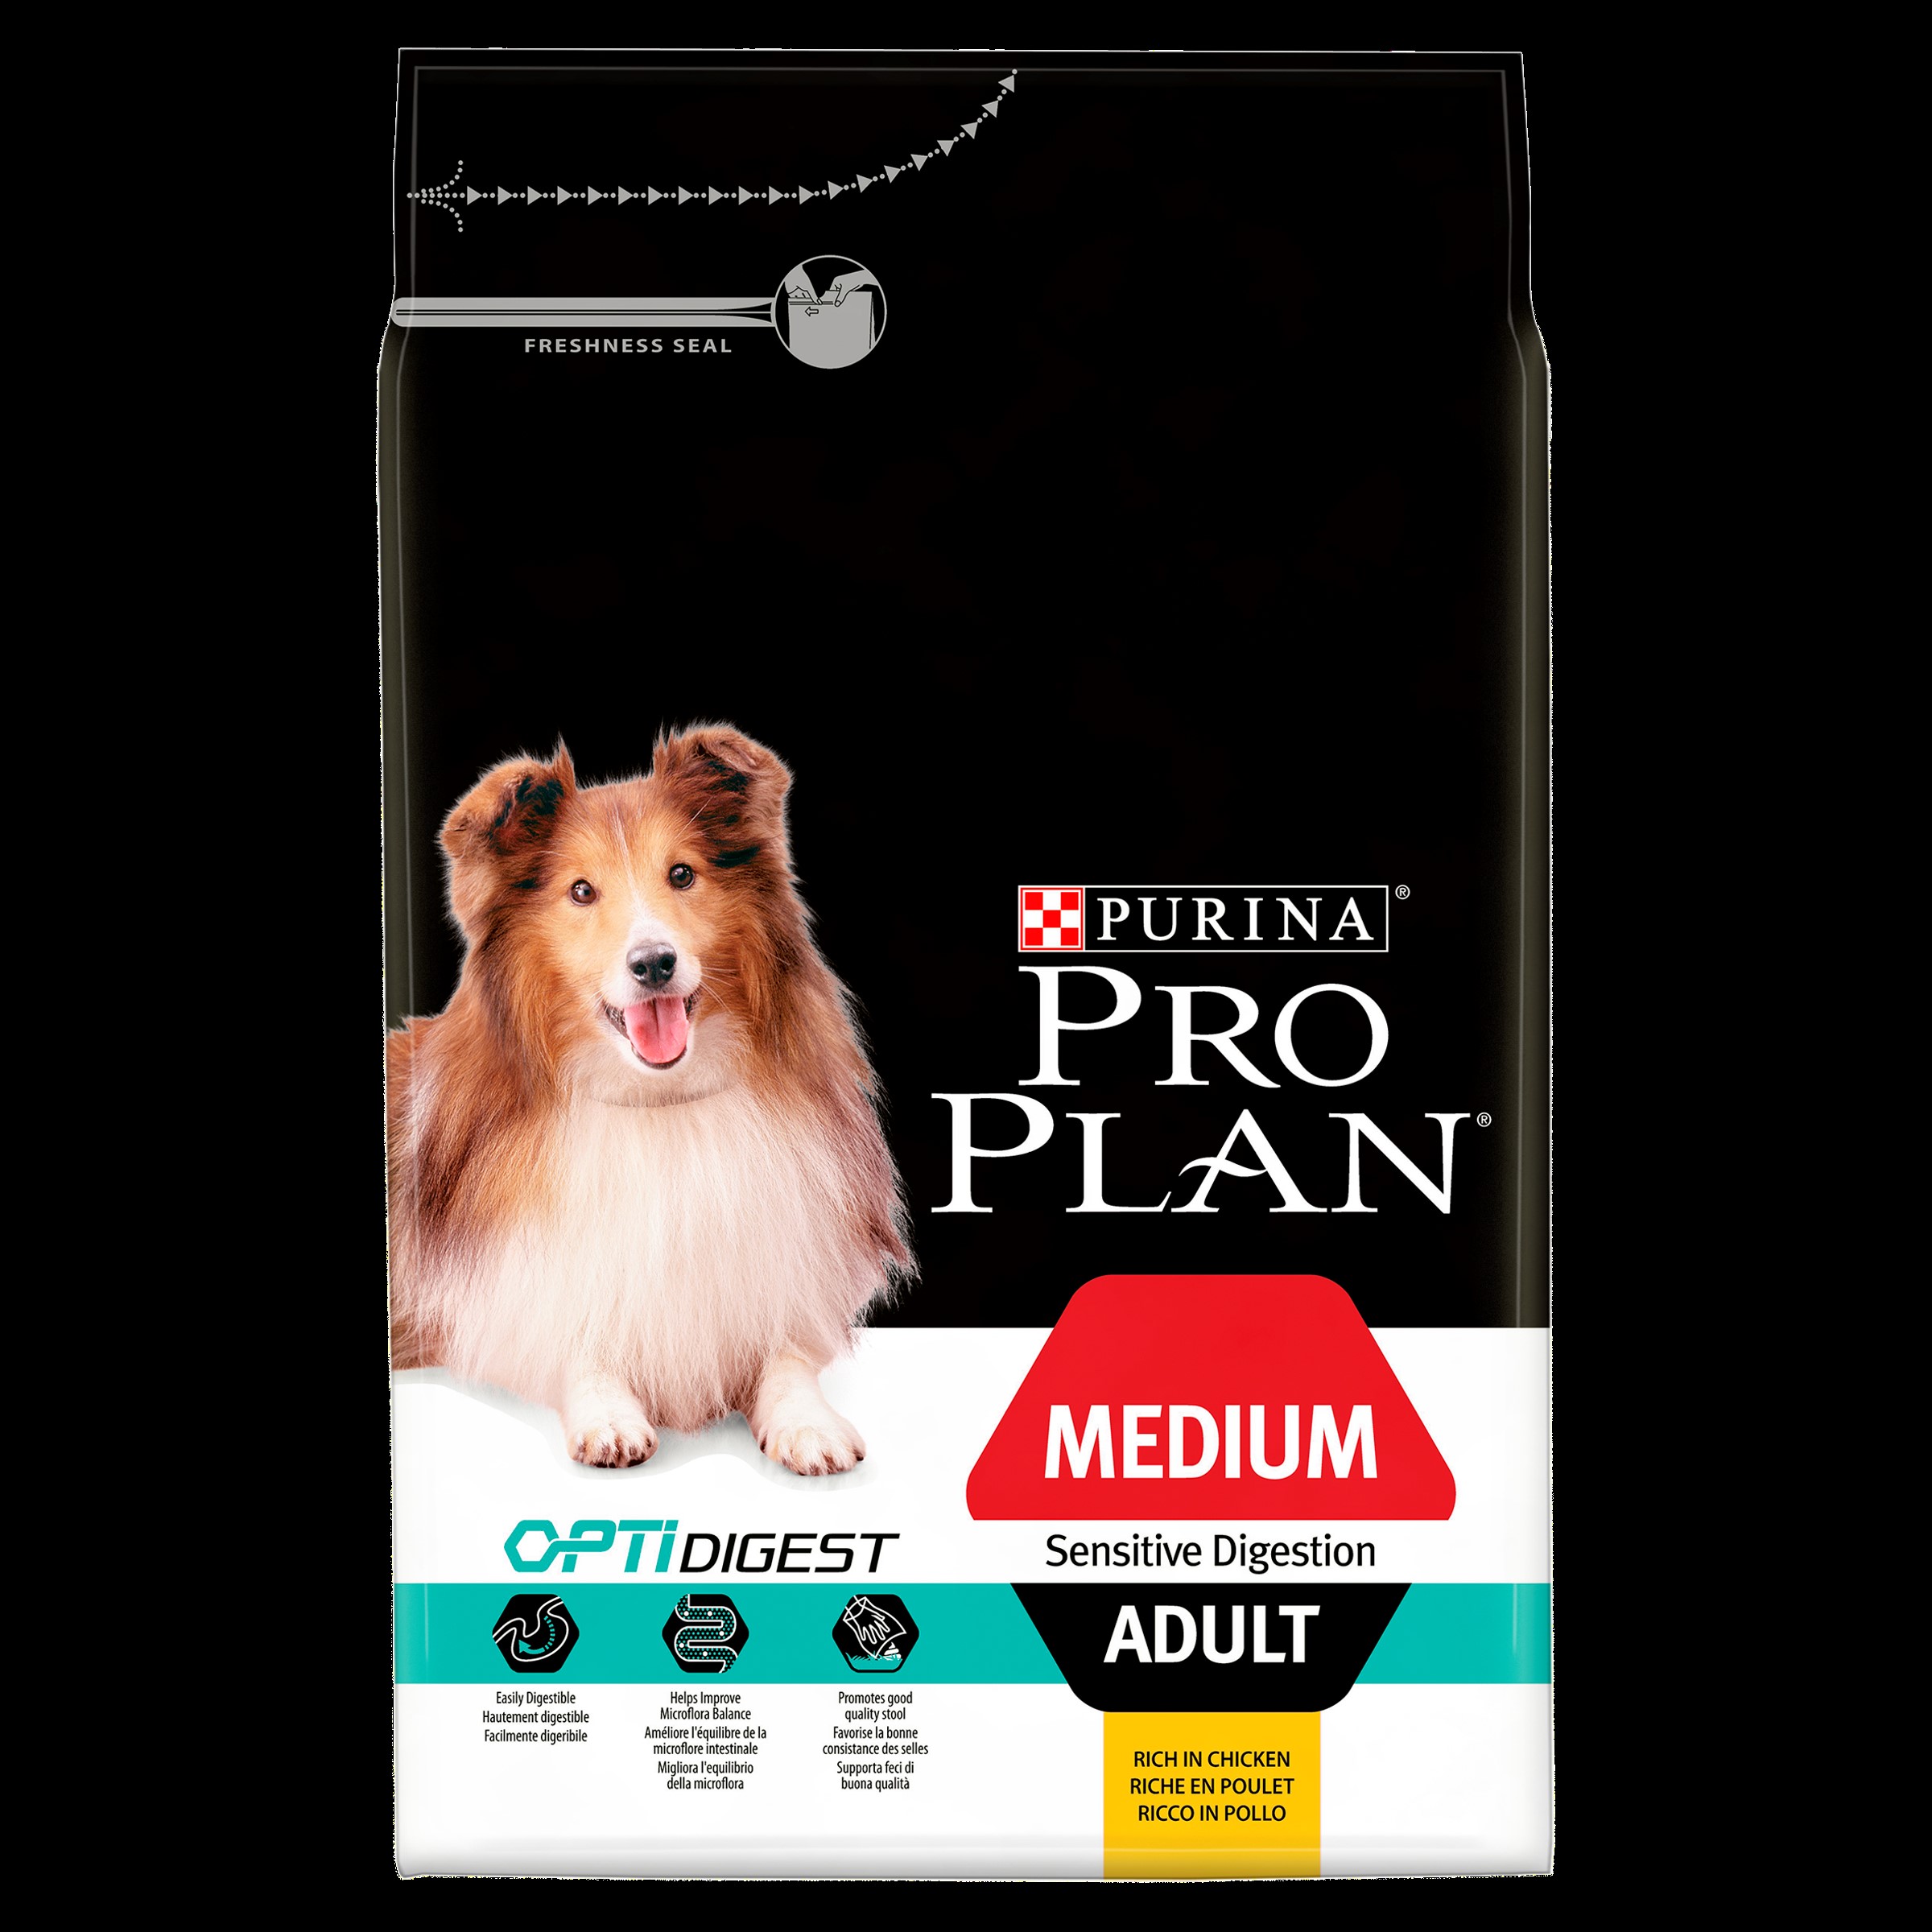 FRESHNESS SEAL
PURINA®
PRO
PLAN®
MEDIUM
Sensitive Digestion
ADULT
OPTIDIGEST
Easily Digestible
Hautement digestible
Facilmente digeribile
Helps Improve
Microflora Balance
Améliore l'équilibre de la
microflore intestinale
Migliora l'equilibrio
della microflora
Promotes good
quality stool
Favorise la bonne
consistance des selles
Supporta feci di
buona qualità
RICH IN CHICKEN
RICHE EN POULET
RICCO IN POLLO